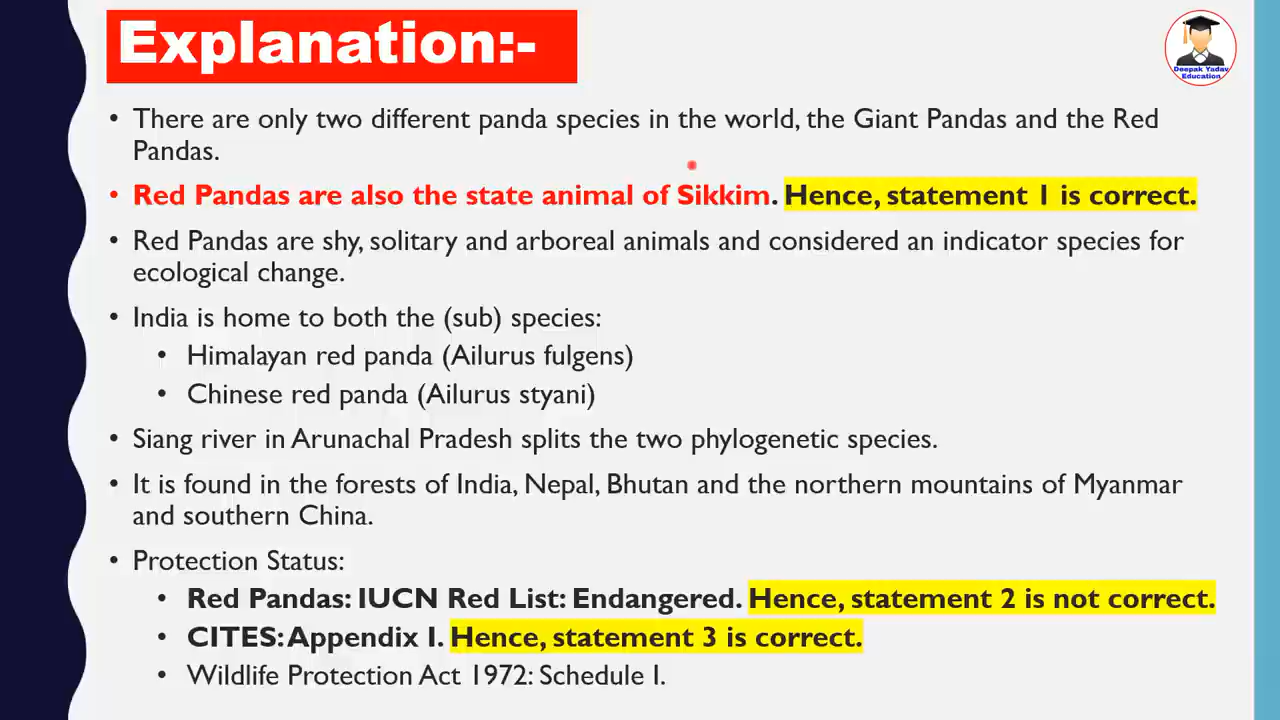 Explanation:-
Deepak Yadav
Education
• There are only two different panda species in the world, the Giant Pandas and the Red
Pandas.
• Red Pandas are also the state animal of Sikkim. Hence, statement 1 is correct.
• Red Pandas are shy, solitary and arboreal animals and considered an indicator species for
ecological change.
• India is home to both the (sub) species:
• Himalayan red panda (Ailurus fulgens)
• Chinese red panda (Ailurus styani)
• Siang river in Arunachal Pradesh splits the two phylogenetic species.
• It is found in the forests of India, Nepal, Bhutan and the northern mountains of Myanmar
and southern China.
• Protection Status:
• Red Pandas: IUCN Red List: Endangered. Hence, statement 2 is not correct.
• CITES: Appendix I. Hence, statement 3 is correct.
• Wildlife Protection Act 1972: Schedule I.